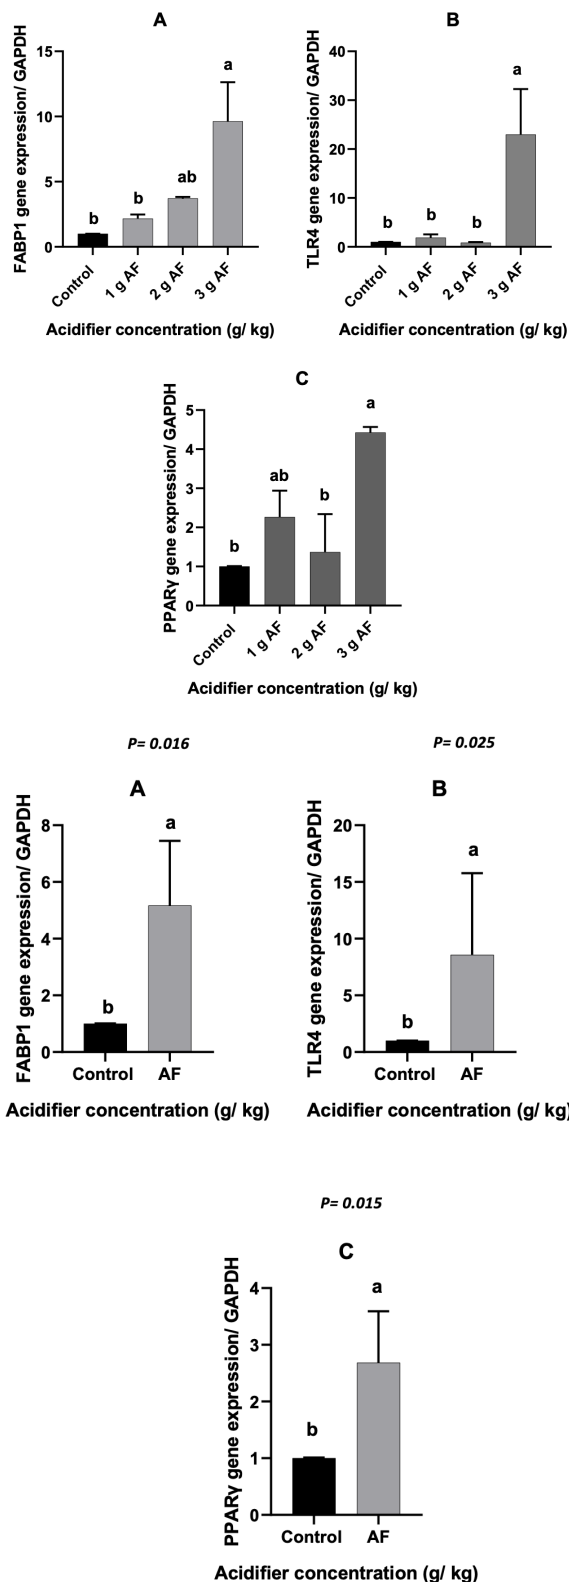 A
FABP1 gene expression/ GAPDH
15
10
5
0
b
b
ab
a
Control
1 g AF
2 g AF
3 g AF
Acidifier concentration (g/ kg)
B
TLR4 gene expression/ GAPDH
40
30
20
10
0
b
b
b
a
Control
1 g AF
2 g AF
3 g AF
Acidifier concentration (g/ kg)
C
PPARγ gene expression/ GAPDH
5
4
3
2
1
0
b
ab
b
a
Control
1 g AF
2 g AF
3 g AF
Acidifier concentration (g/ kg)
P= 0.016
A
FABP1 gene expression/ GAPDH
8
6
4
2
0
b
a
Control
AF
Acidifier concentration (g/ kg)
P= 0.025
B
TLR4 gene expression/ GAPDH
20
15
10
5
0
b
a
Control
AF
Acidifier concentration (g/ kg)
P= 0.015
C
PPARγ gene expression/ GAPDH
4
3
2
1
0
b
a
Control
AF
Acidifier concentration (g/ kg)